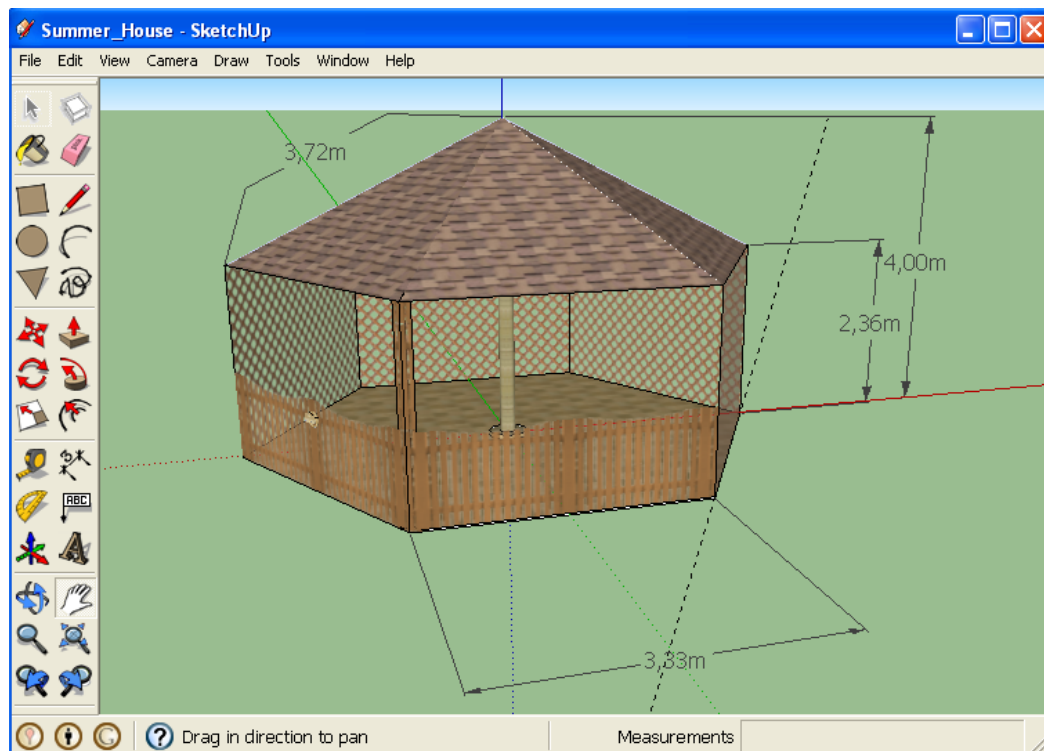 Summer_House - SketchUp
File Edit View Camera Draw Tools Window Help
3,72m
4,00m
2,36m
ABC
3,33m
Drag in direction to pan
Measurements